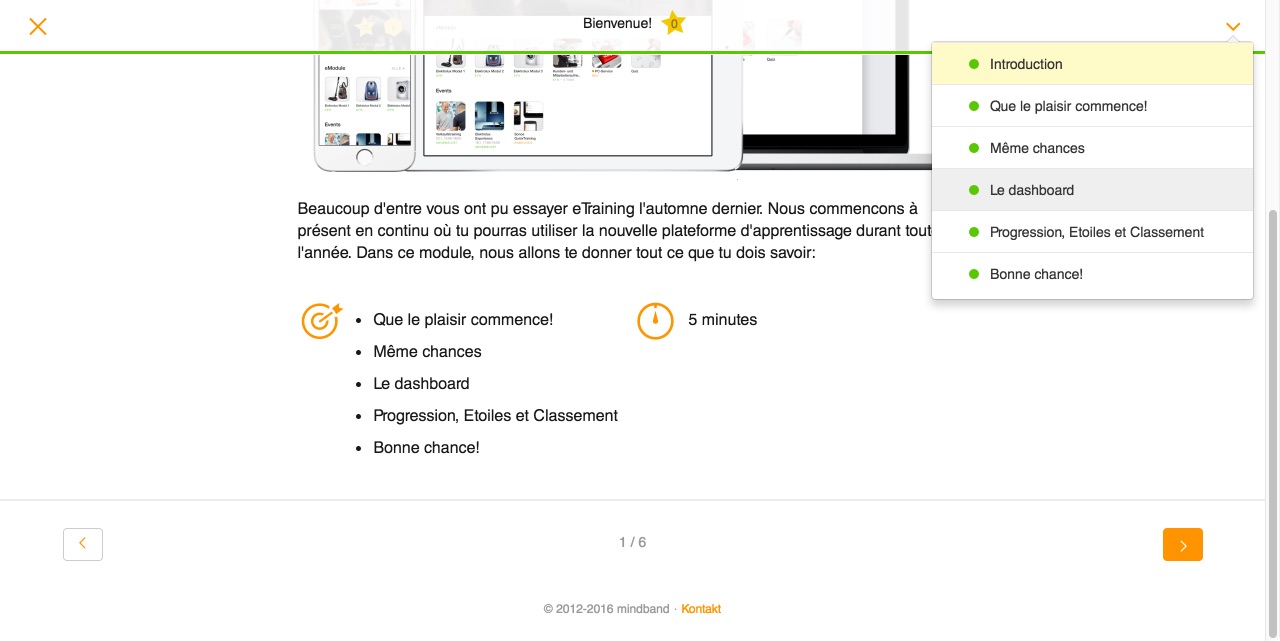 Bienvenue!
0
eModule
Events
Events
Introduction
Que le plaisir commence!
Même chances
Le dashboard
Progression, Etoiles et Classement
Bonne chance!
Beaucoup d'entre vous ont pu essayer eTraining l'automne dernier. Nous commencons à
présent en continu où tu pourras utiliser la nouvelle plateforme d'apprentissage durant tout
l'année. Dans ce module, nous allons te donner tout ce que tu dois savoir:
Que le plaisir commence!
Même chances
Le dashboard
Progression, Etoiles et Classement
Bonne chance!
5 minutes
1 / 6
© 2012-2016 mindband · Kontakt